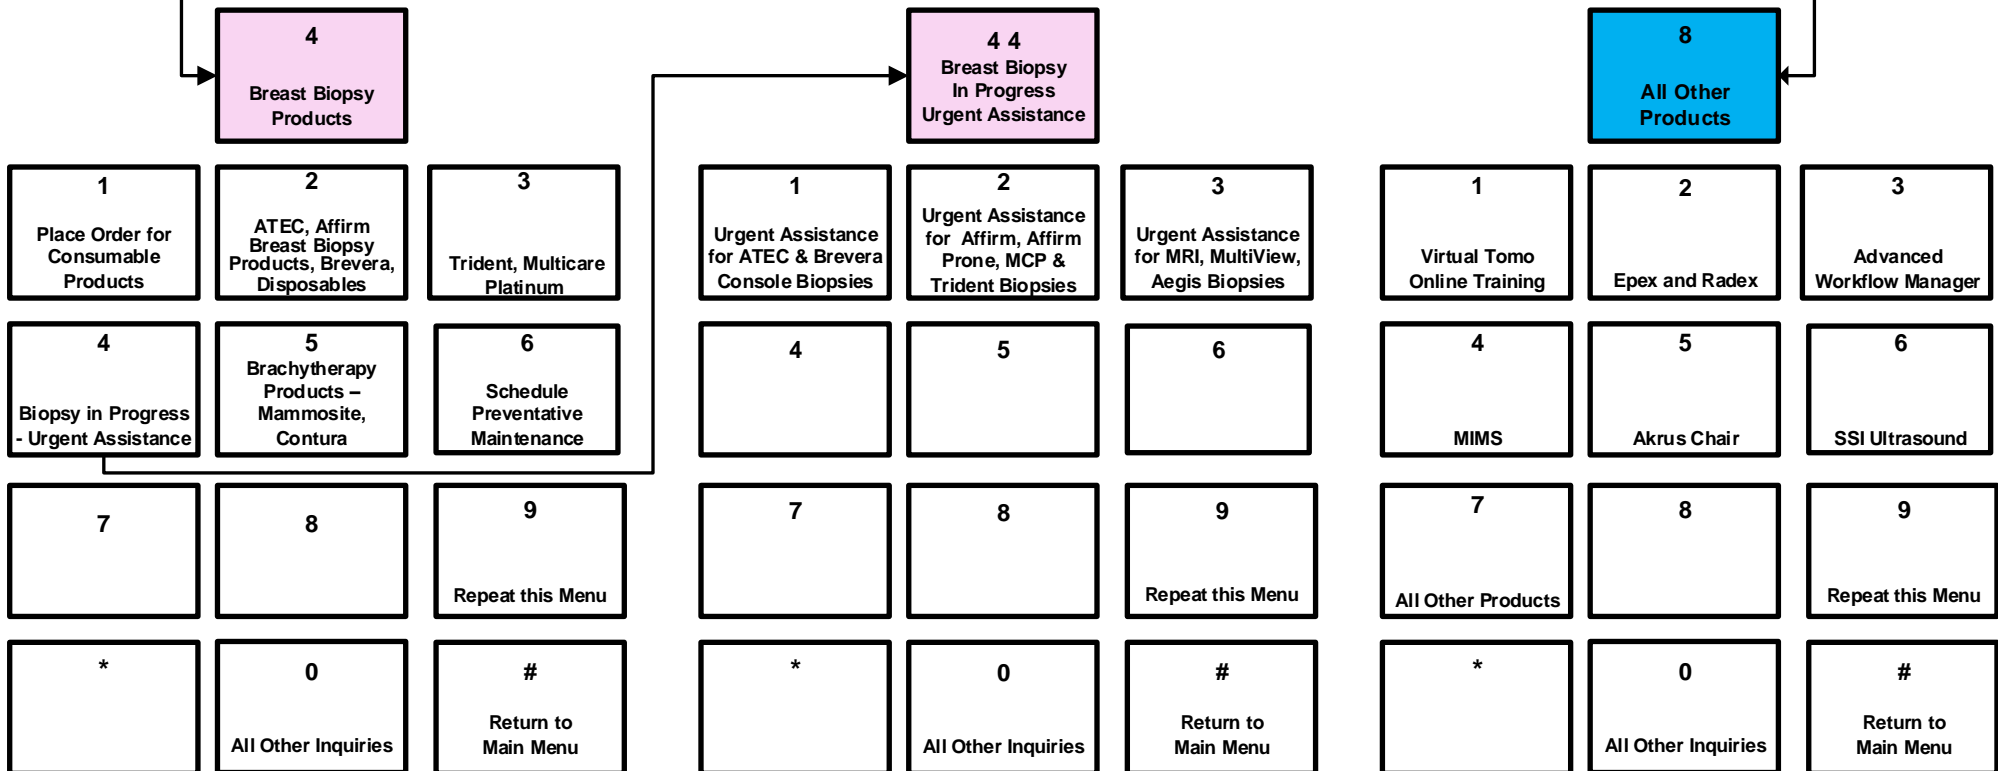 4
Breast Biopsy
Products
4 4
Breast Biopsy
In Progress
Urgent Assistance
8
All Other
Products
1
Place Order for
Consumable
Products
2
ATEC, Affirm
Breast Biopsy
Products, Brevera,
Disposables
3
Trident, Multicare
Platinum
1
Urgent Assistance
for ATEC & Brevera
Console Biopsies
2
Urgent Assistance
for Affirm, Affirm
Prone, MCP &
Trident Biopsies
3
Urgent Assistance
for MRI, MultiView,
Aegis Biopsies
1
Virtual Tomo
Online Training
2
Epex and Radex
3
Advanced
Workflow Manager
4
Biopsy in Progress
- Urgent Assistance
5
Brachytherapy
Products –
Mammosite,
Contura
6
Schedule
Preventative
Maintenance
4
5
6
4
MIMS
5
Akrus Chair
6
SSI Ultrasound
7
8
9
Repeat this Menu
7
8
9
Repeat this Menu
7
All Other Products
8
9
Repeat this Menu
*
0
All Other Inquiries
#
Return to
Main Menu
*
0
All Other Inquiries
#
Return to
Main Menu
*
0
All Other Inquiries
#
Return to
Main Menu